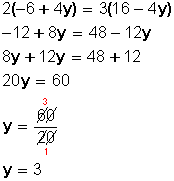 2(-6 + 4y) = 3(16 - 4y)
-12 + 8y = 48 - 12y
8y + 12y = 48 + 12
20y = 60
3
y = 60/20
1
y = 3